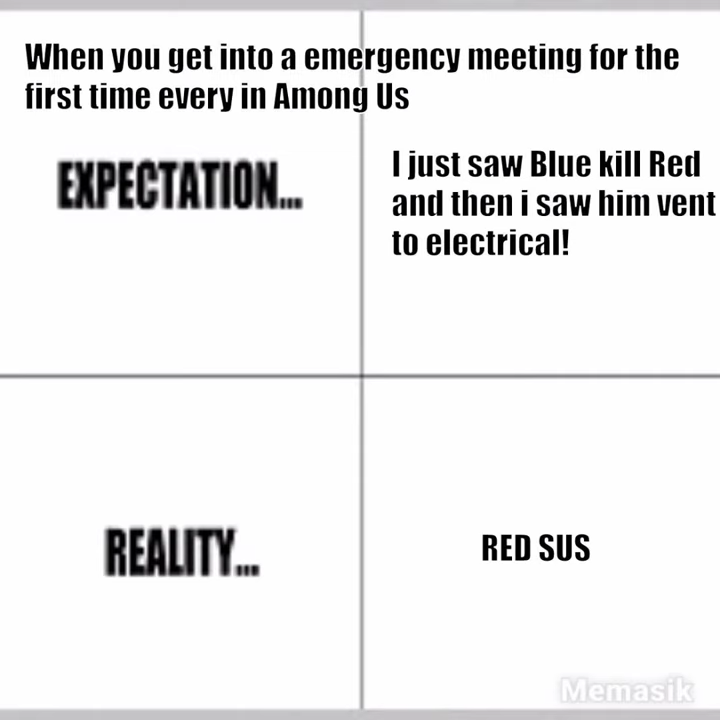 When you get into a emergency meeting for the
first time every in Among Us
EXPECTATION...
I just saw Blue kill Red
and then i saw him vent
to electrical!
REALITY...
RED SUS
Memasik